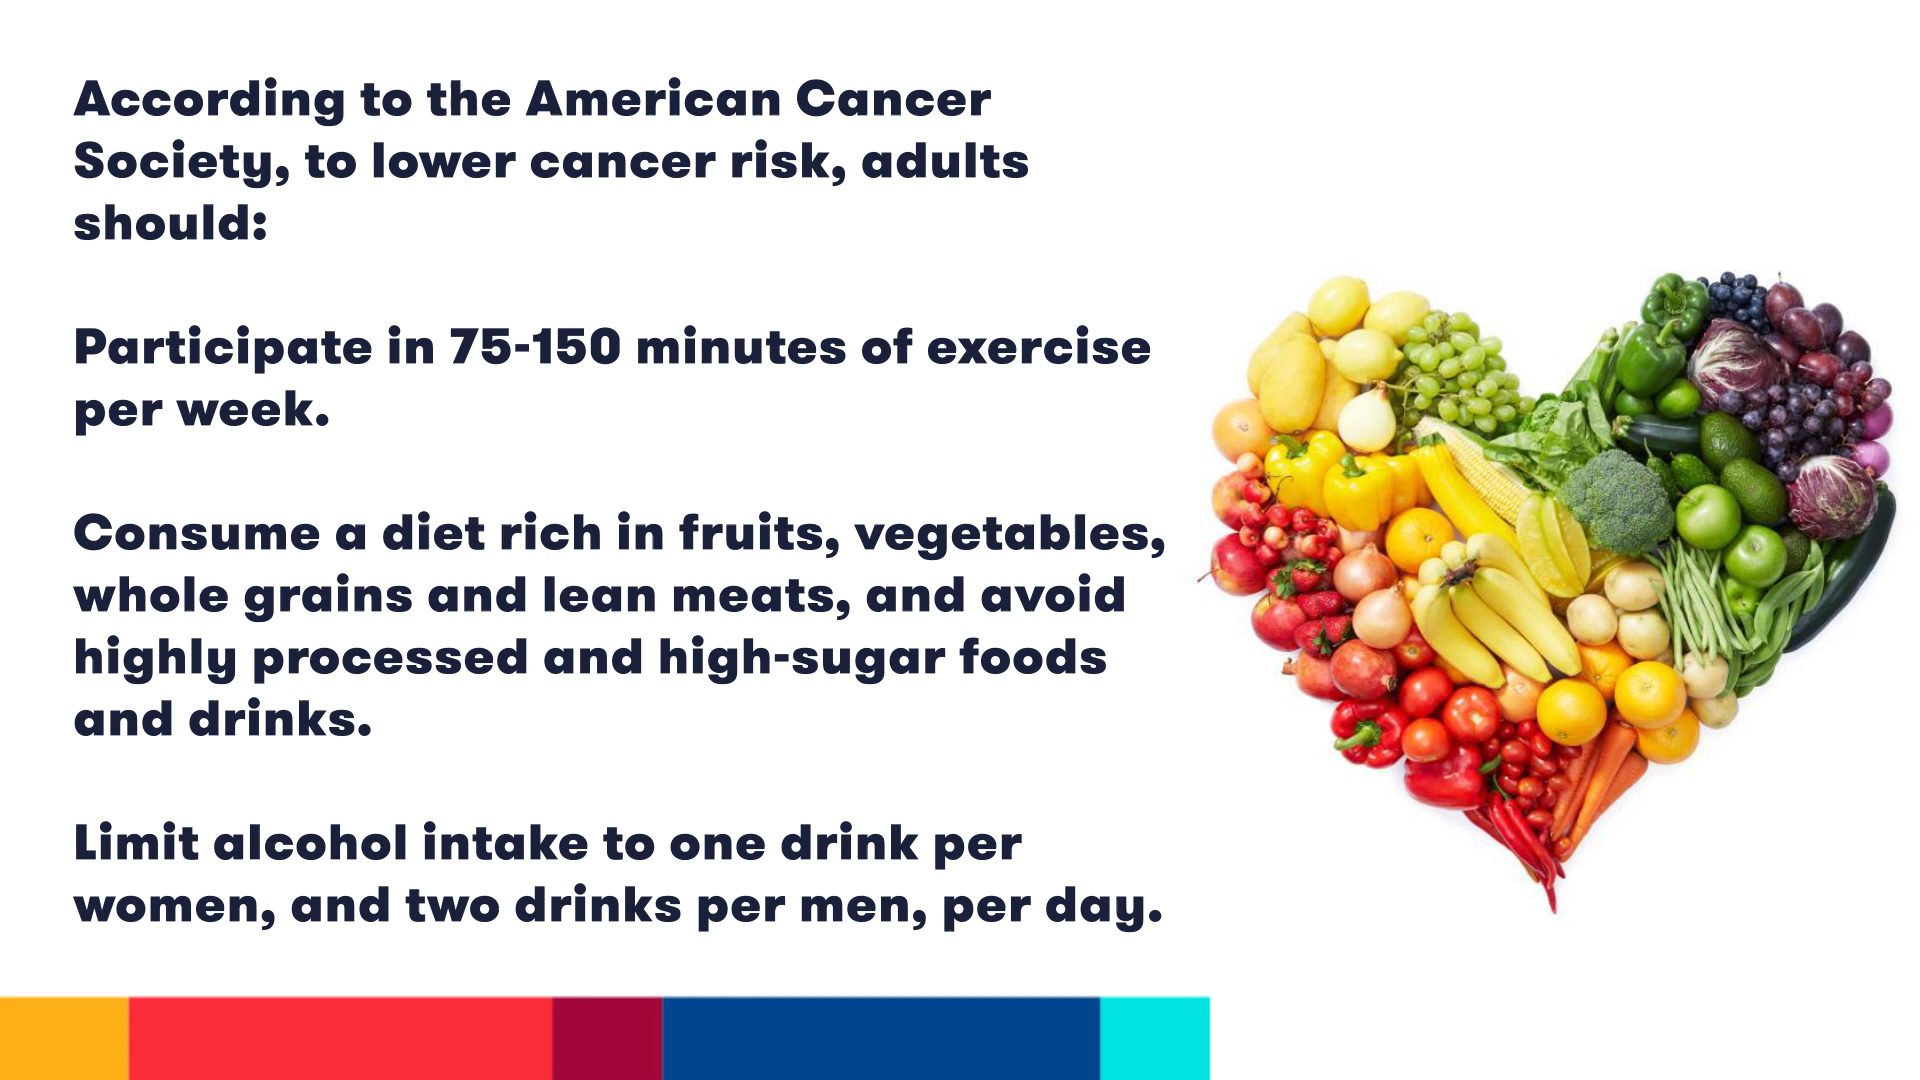 According to the American Cancer
Society, to lower cancer risk, adults
should:
Participate in 75-150 minutes of exercise
per week.
Consume a diet rich in fruits, vegetables,
whole grains and lean meats, and avoid
highly processed and high-sugar foods
and drinks.
Limit alcohol intake to one drink per
women, and two drinks per men, per day.